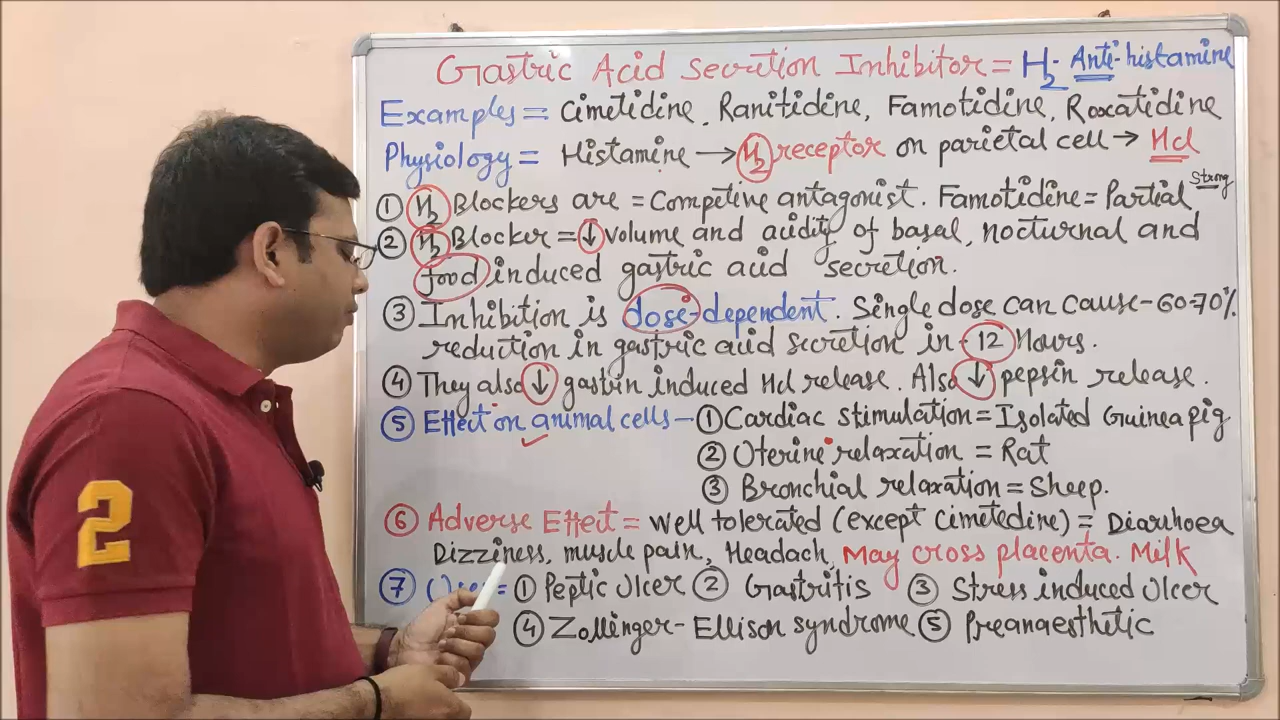 Gastric Acid Secretion Inhibitor = H2-Anti-histamine
Examples = Cimetidine, Ranitidine, Famotidine, Roxatidine
Physiology = Histamine → H2 receptor on parietal cell → Hcl
① H2 Blockers are = Competive antagonist. Famotidine = Partial Strong
② H2 Blocker = ↓ volume and acidity of basal, nocturnal and
food induced gastric acid secretion.
③ Inhibition is dose-dependent. Single dose can cause - 60-70%
reduction in gastric acid secretion in - 12 Hours.
④ They also ↓ gastrin induced Hcl release. Also ↓ pepsin release.
⑤ Effect on animal cells – ① Cardiac stimulation = Isolated Guinea pig
② Uterine relaxation = Rat
③ Bronchial relaxation = Sheep.
⑥ Adverse Effect = Well tolerated (except Cimetedine) = Diarrhoea
Dizziness, muscle pain, Headach, May cross placenta. Milk
⑦ = ① Peptic Ulcer ② Gastritis ③ Stress induced Ulcer
④ Zollinger-Ellison syndrome ⑤ Preanaesthetic
2